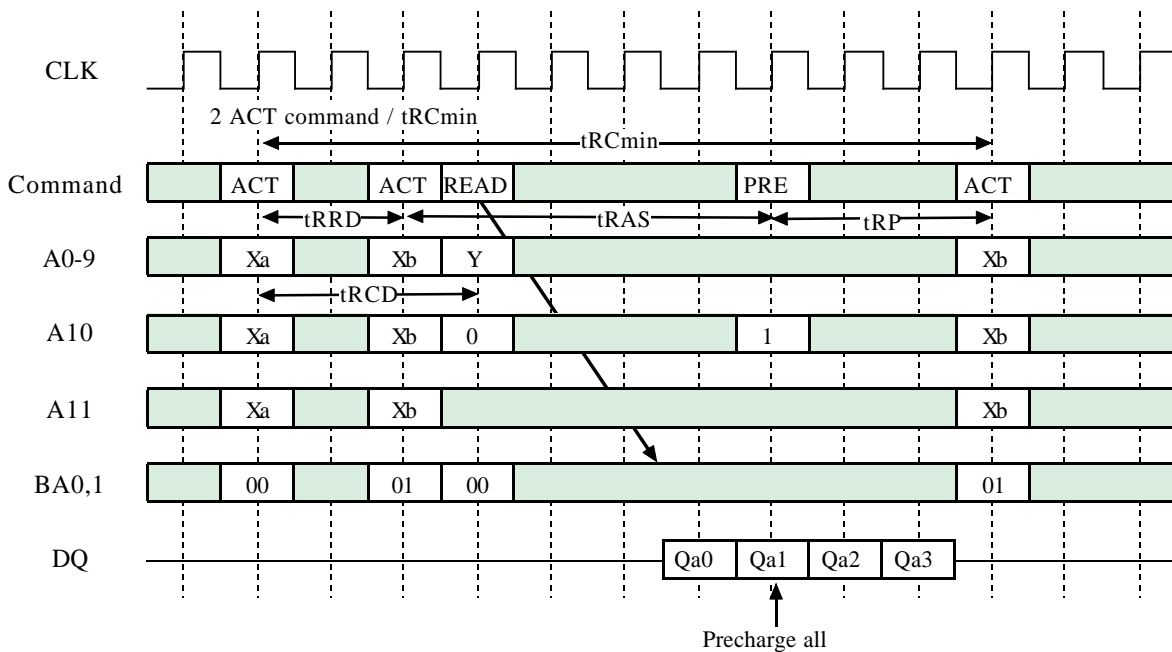 CLK
2 ACT command / tRCmin
tRCmin
Command ACT ACT READ PRE ACT
tRRD tRAS tRP
A0-9 Xa Xb Y Xb
tRCD
A10 Xa Xb 0 1 Xb
A11 Xa Xb Xb
BA0,1 00 01 00 01
DQ Qa0 Qa1 Qa2 Qa3
Precharge all